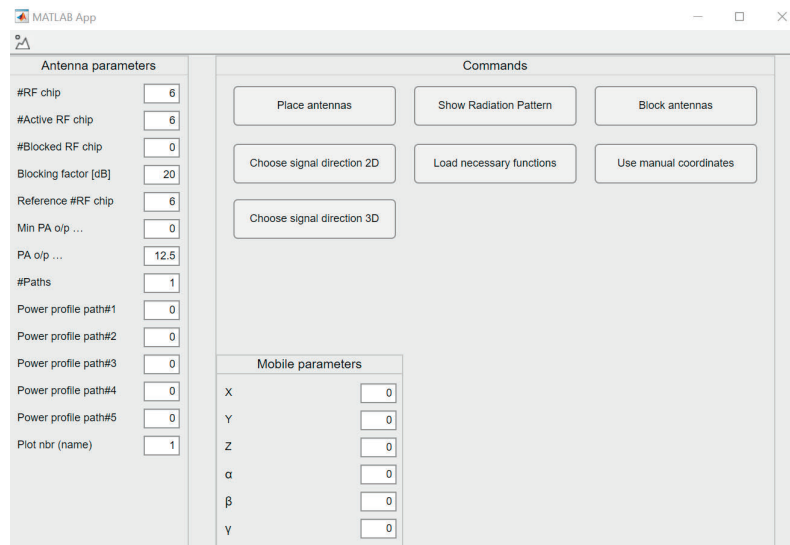 MATLAB App
Antenna parameters
#RF chip 6
#Active RF chip 6
#Blocked RF chip 0
Blocking factor [dB] 20
Reference #RF chip 6
Min PA o/p ... 0
PA o/p ... 12.5
#Paths 1
Power profile path#1 0
Power profile path#2 0
Power profile path#3 0
Power profile path#4 0
Power profile path#5 0
Plot nbr (name) 1
Commands
Place antennas Show Radiation Pattern Block antennas
Choose signal direction 2D Load necessary functions Use manual coordinates
Choose signal direction 3D
Mobile parameters
X 0
Y 0
Z 0
α 0
β 0
γ 0